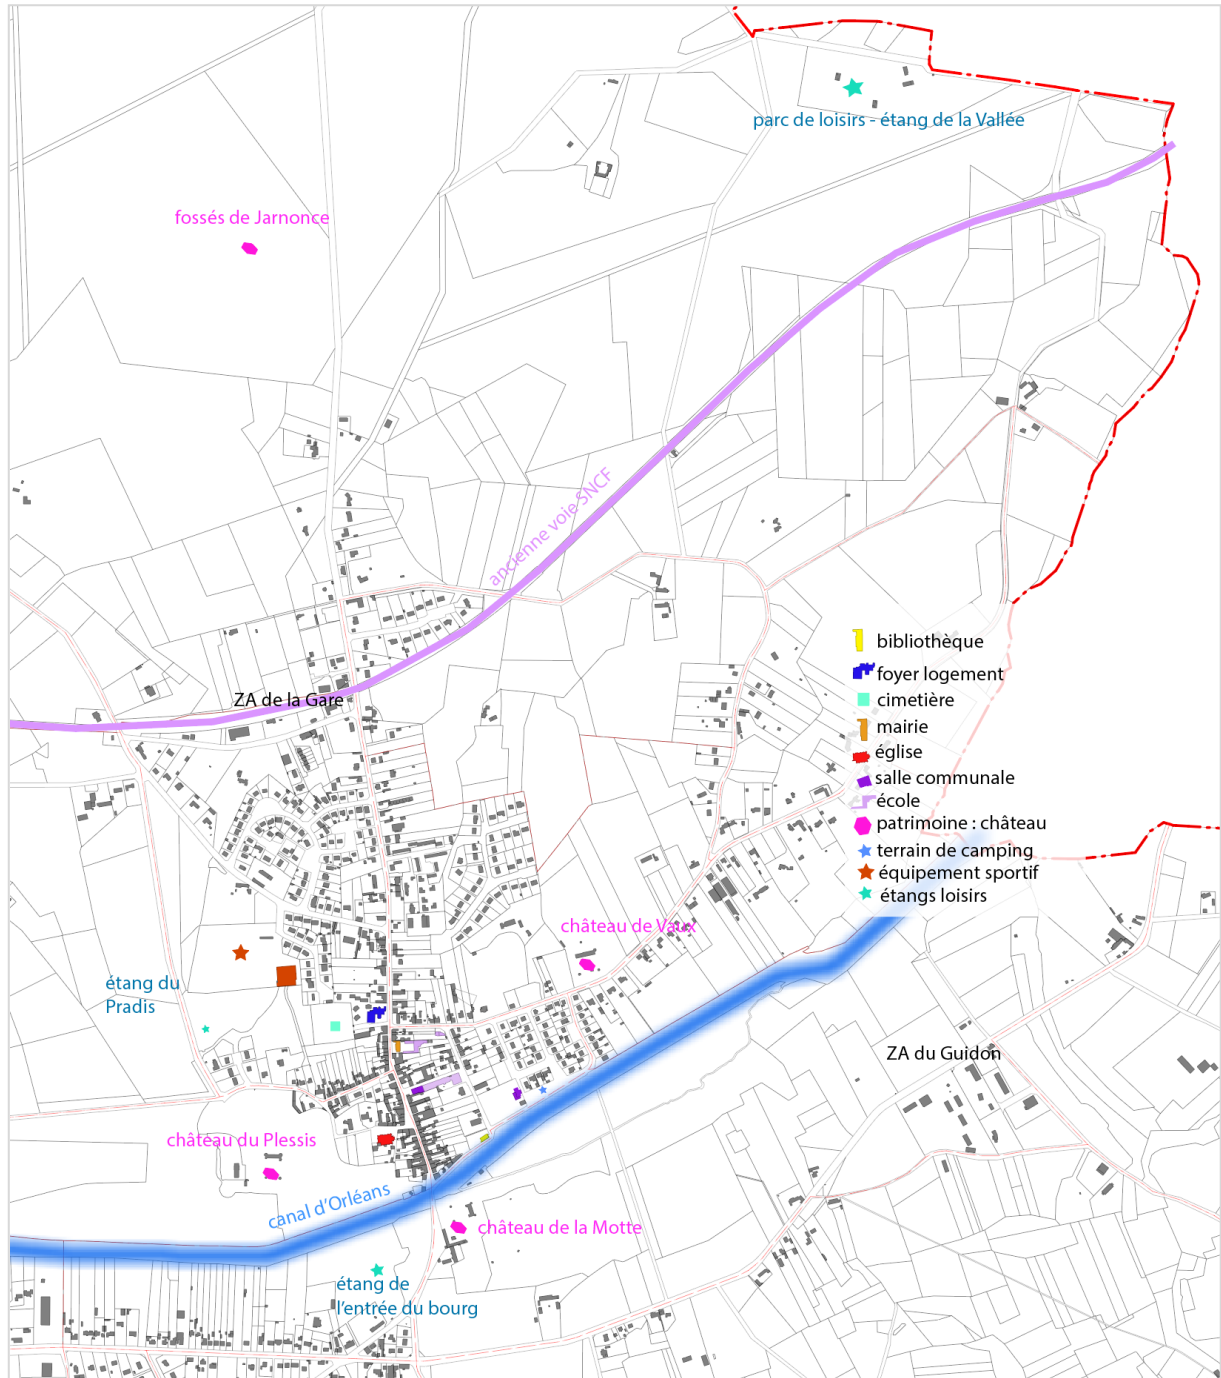 parc de loisirs - étang de la Vallée
fossés de Jarnonce
ancienne voie SNCF
bibliothèque
foyer logement
ZA de la Gare
cimetière
mairie
église
salle communale
école
patrimoine : château
terrain de camping
équipement sportif
étangs loisirs
château de Vaux
étang du
Pradis
ZA du Guidon
château du Plessis
canal d'Orléans
château de la Motte
étang de
l'entrée du bourg